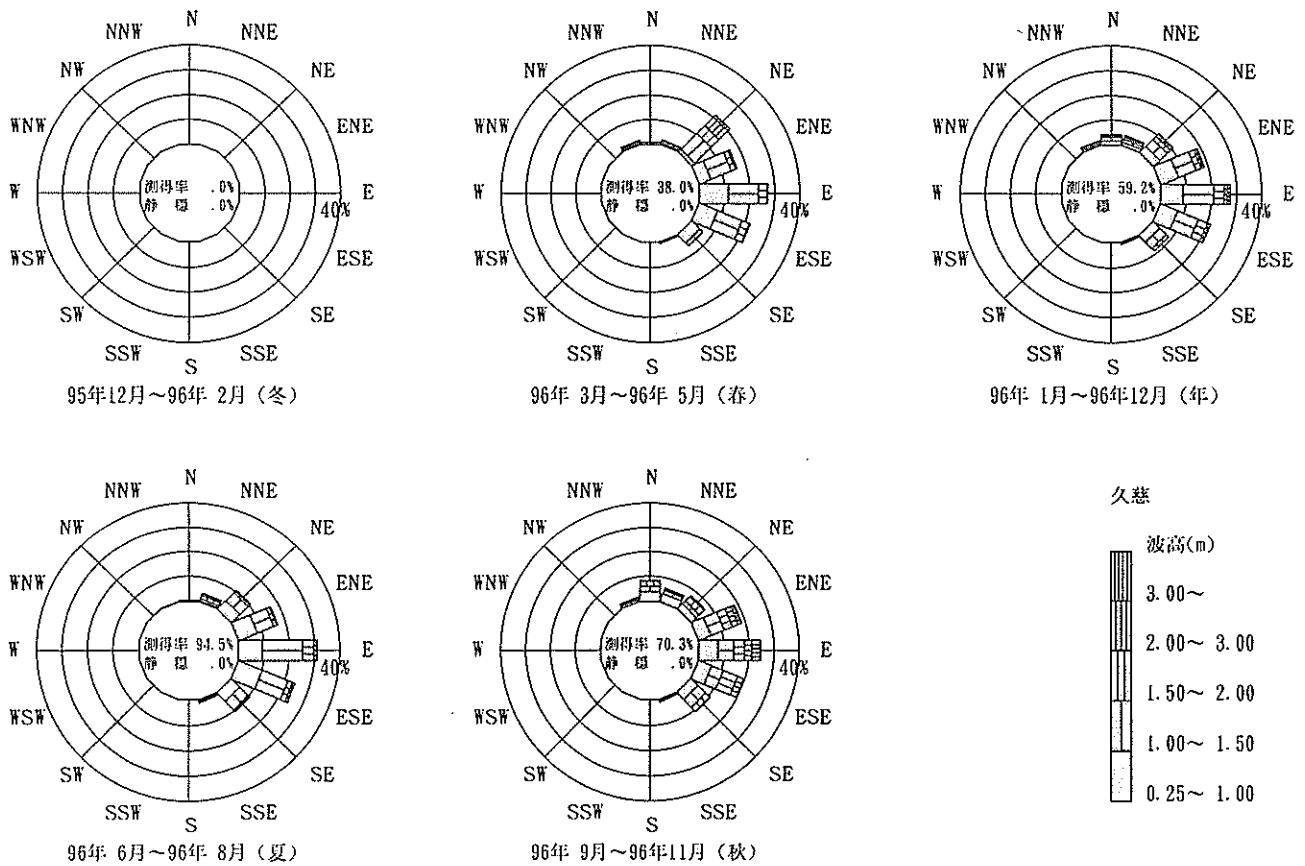 N
NNW NNE
NW NE
WNW ENE
W 測得率 .0% E
静 穏 .0% 40%
WSW ESE
SW SE
SSW SSE
S
95年12月～96年 2月（冬）
N
NNW NNE
NW NE
WNW ENE
W 測得率 38.0% E
静 穏 .0% 40%
WSW ESE
SW SE
SSW SSE
S
96年 3月～96年 5月（春）
N
NNW NNE
NW NE
WNW ENE
W 測得率 59.2% E
静 穏 .0% 40%
WSW ESE
SW SE
SSW SSE
S
96年 1月～96年12月（年）
N
NNW NNE
NW NE
WNW ENE
W 測得率 94.5% E
静 穏 .0% 40%
WSW ESE
SW SE
SSW SSE
S
96年 6月～96年 8月（夏）
N
NNW NNE
NW NE
WNW ENE
W 測得率 70.3% E
静 穏 .0% 40%
WSW ESE
SW SE
SSW SSE
S
96年 9月～96年11月（秋）
久慈
波高(m)
3.00～
2.00～ 3.00
1.50～ 2.00
1.00～ 1.50
0.25～ 1.00